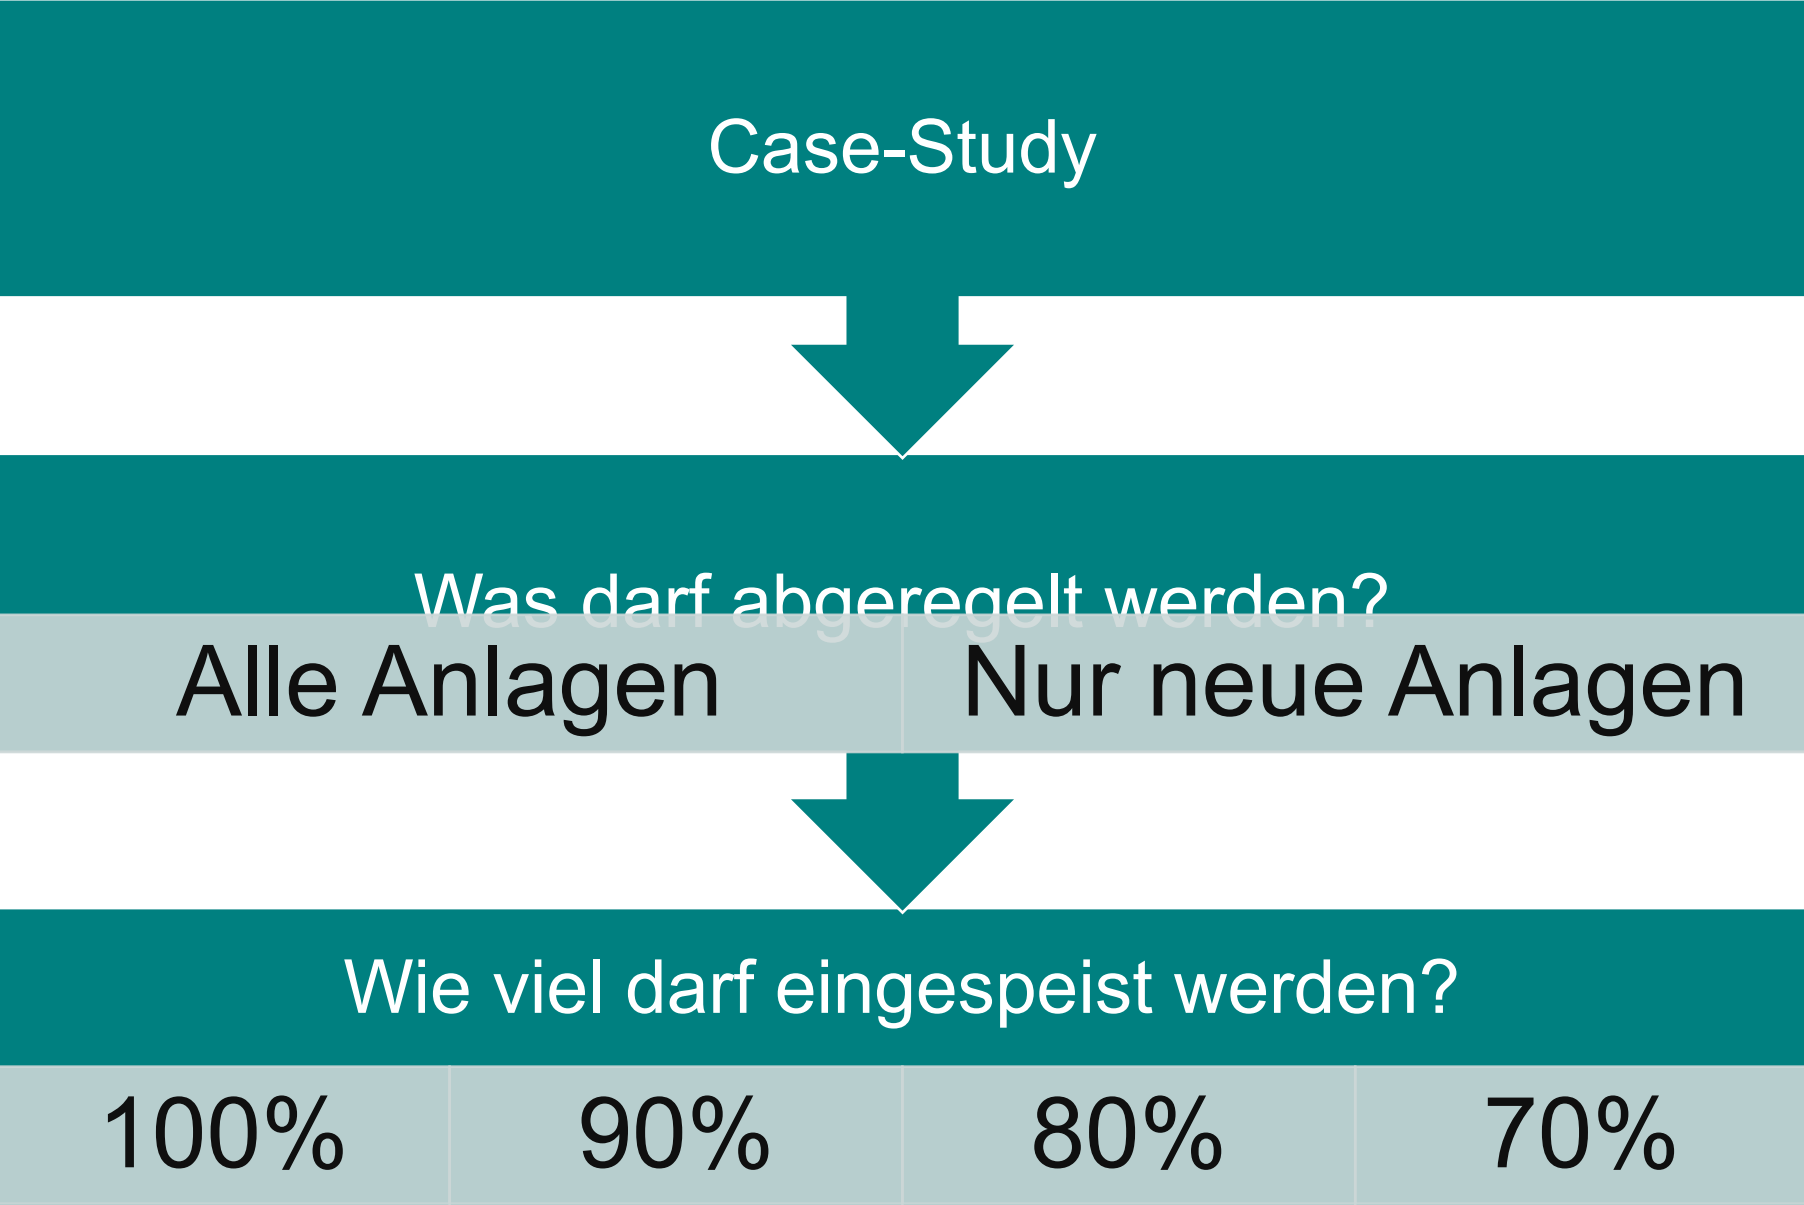 Case-Study
Was darf abgeregelt werden?
Alle Anlagen
Nur neue Anlagen
Wie viel darf eingespeist werden?
100%
90%
80%
70%